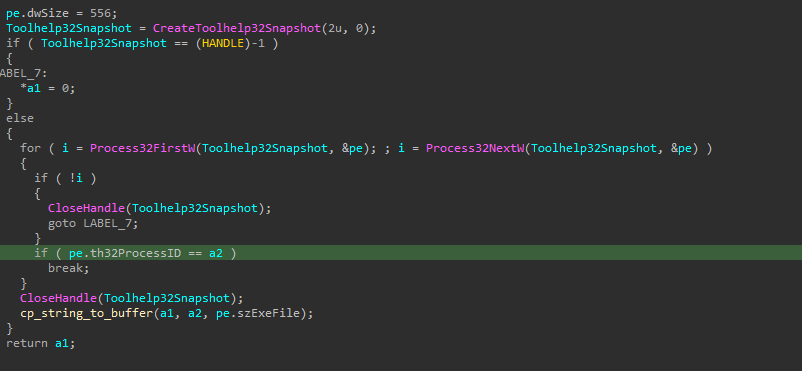 pe.dwSize = 556;
Toolhelp32Snapshot = CreateToolhelp32Snapshot(2u, 0);
if ( Toolhelp32Snapshot == (HANDLE)-1 )
{
ABEL_7:
*a1 = 0;
}
else
{
for ( i = Process32FirstW(Toolhelp32Snapshot, &pe); ; i = Process32NextW(Toolhelp32Snapshot, &pe) )
{
if ( !i )
{
CloseHandle(Toolhelp32Snapshot);
goto LABEL_7;
}
if ( pe.th32ProcessID == a2 )
break;
}
CloseHandle(Toolhelp32Snapshot);
cp_string_to_buffer(a1, a2, pe.szExeFile);
}
return a1;